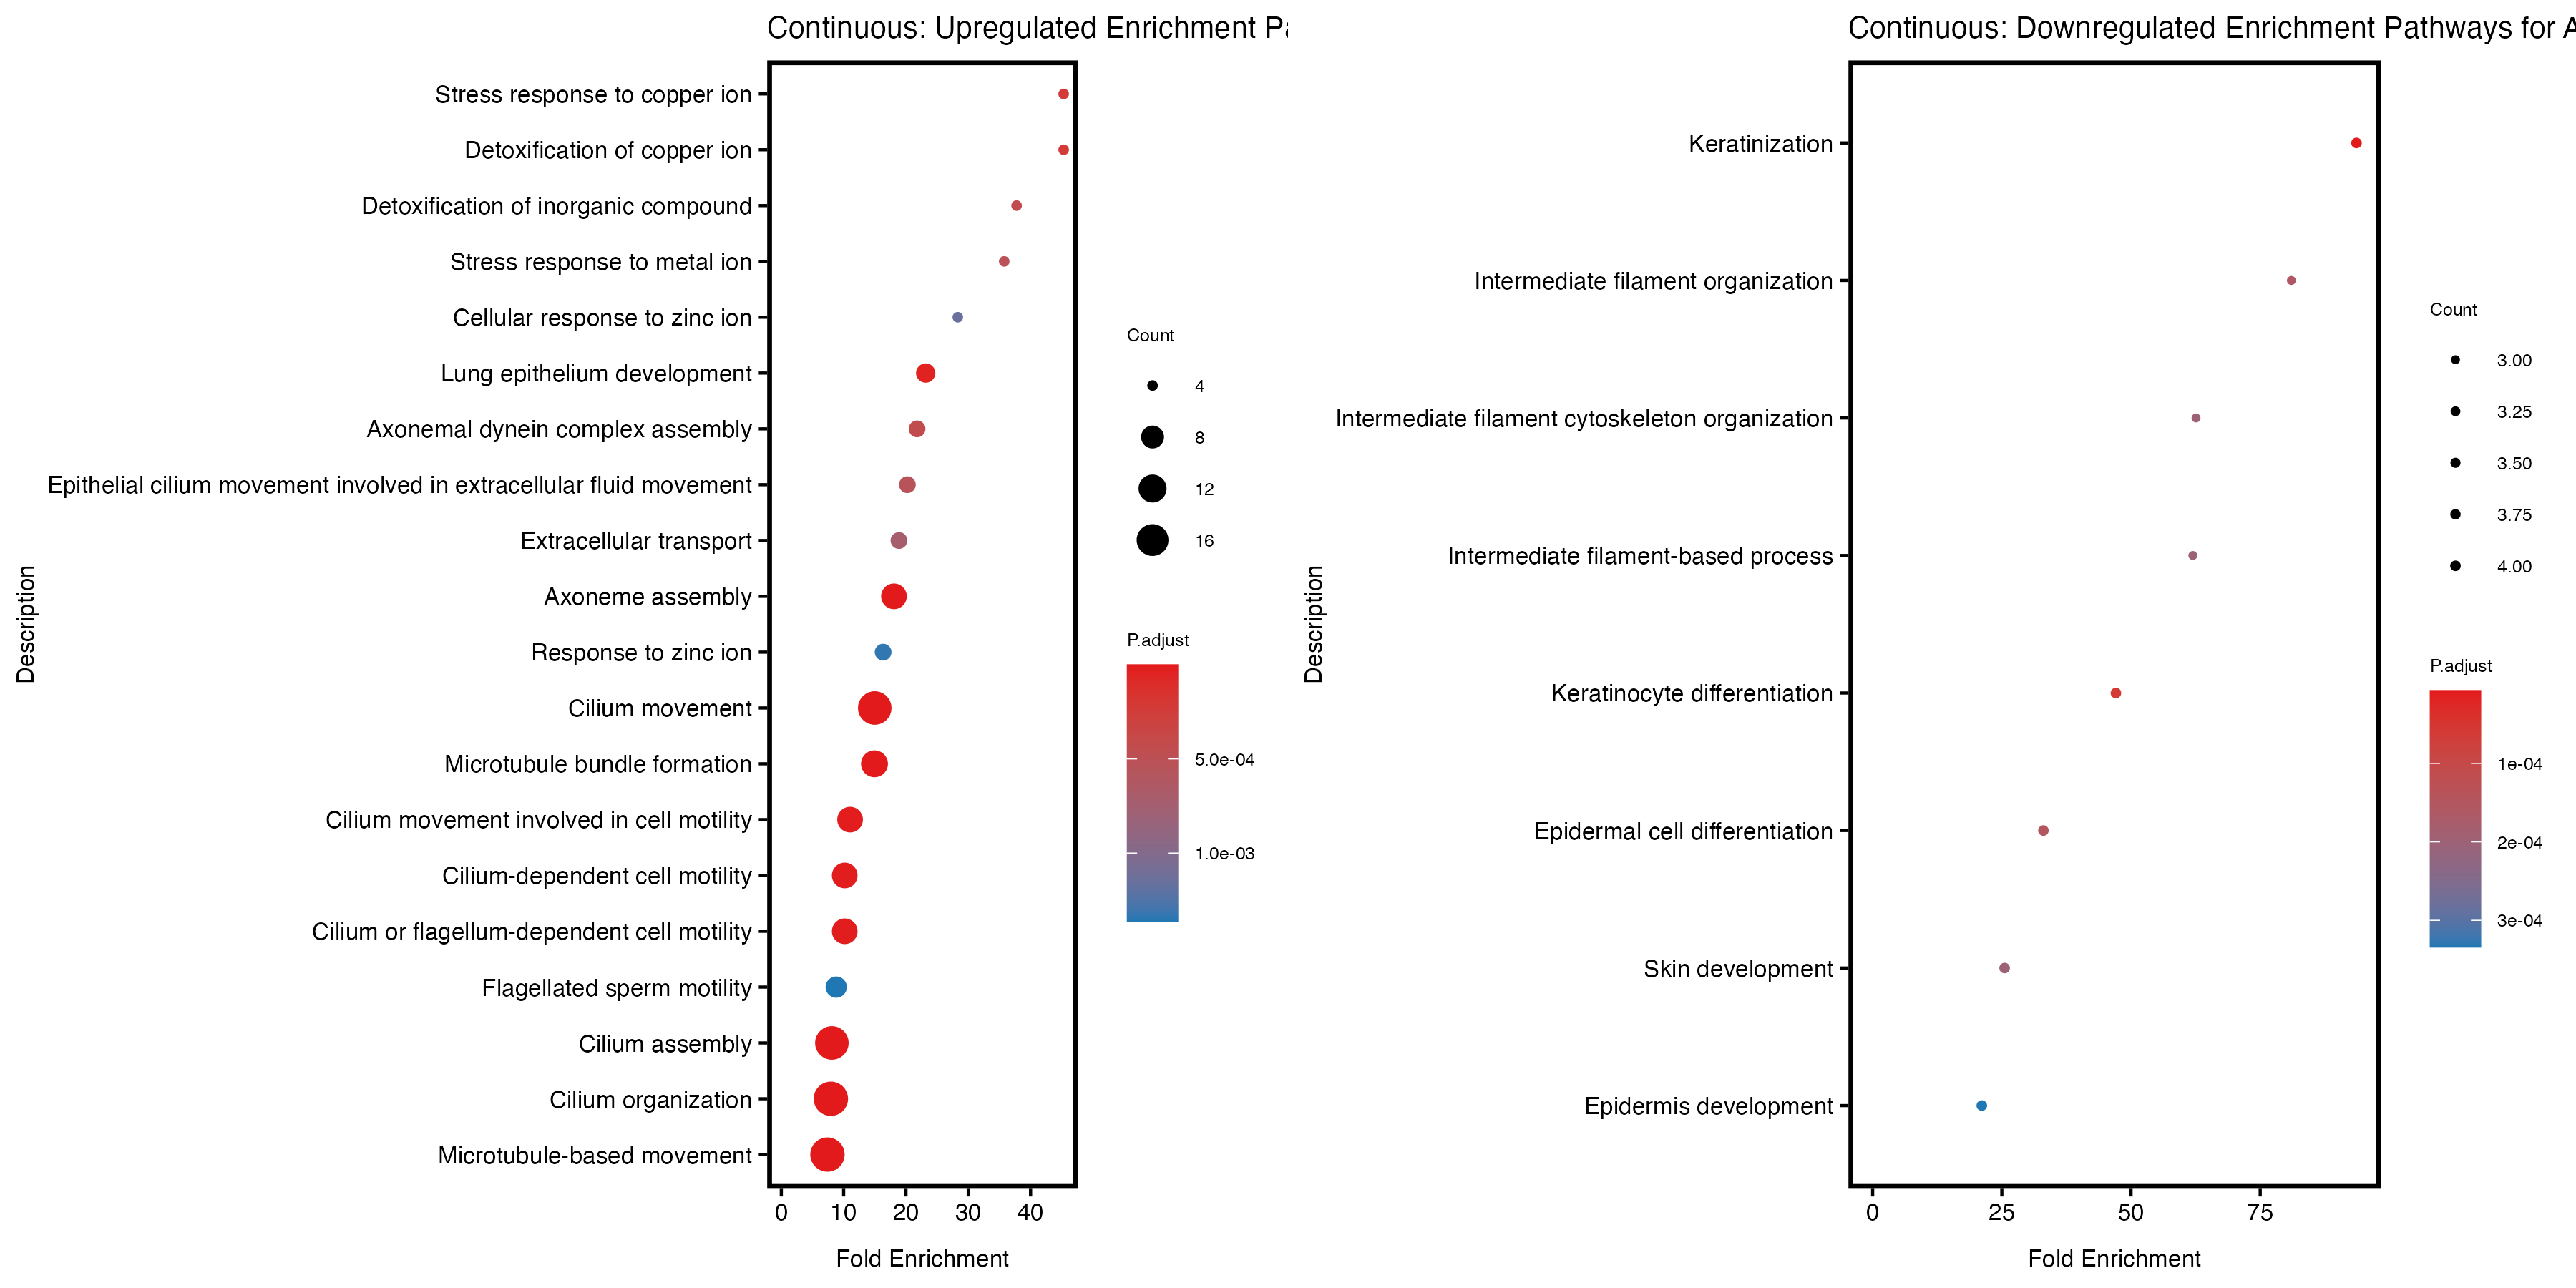 Continuous: Upregulated Enrichment
Description
Stress response to copper ion
Detoxification of copper ion
Detoxification of inorganic compound
Stress response to metal ion
Cellular response to zinc ion
Lung epithelium development
Axonemal dynein complex assembly
Epithelial cilium movement involved in extracellular fluid movement
Extracellular transport
Axoneme assembly
Response to zinc ion
Cilium movement
Microtubule bundle formation
Cilium movement involved in cell motility
Cilium-dependent cell motility
Cilium or flagellum-dependent cell motility
Flagellated sperm motility
Cilium assembly
Cilium organization
Microtubule-based movement
0 10 20 30 40
Fold Enrichment
Count
4
8
12
16
P.adjust
5.0e-04
1.0e-03
Continuous: Downregulated Enrichment Pathways for
Description
Keratinization
Intermediate filament organization
Intermediate filament cytoskeleton organization
Intermediate filament-based process
Keratinocyte differentiation
Epidermal cell differentiation
Skin development
Epidermis development
0 25 50 75
Fold Enrichment
Count
3.00
3.25
3.50
3.75
4.00
P.adjust
1e-04
2e-04
3e-04